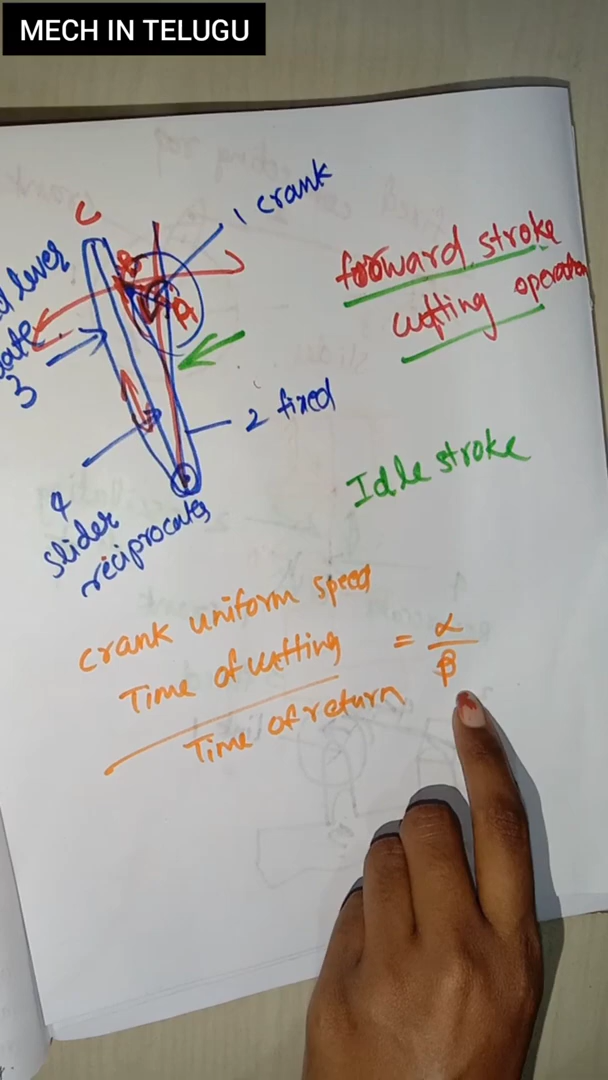 MECH IN TELUGU
1 crank
C
B
A
lever
3
2 fixed
4
slider
reciprocates
forward stroke
cutting operation
Idle stroke
crank uniform speed
Time of cutting
= α
β
Time of return